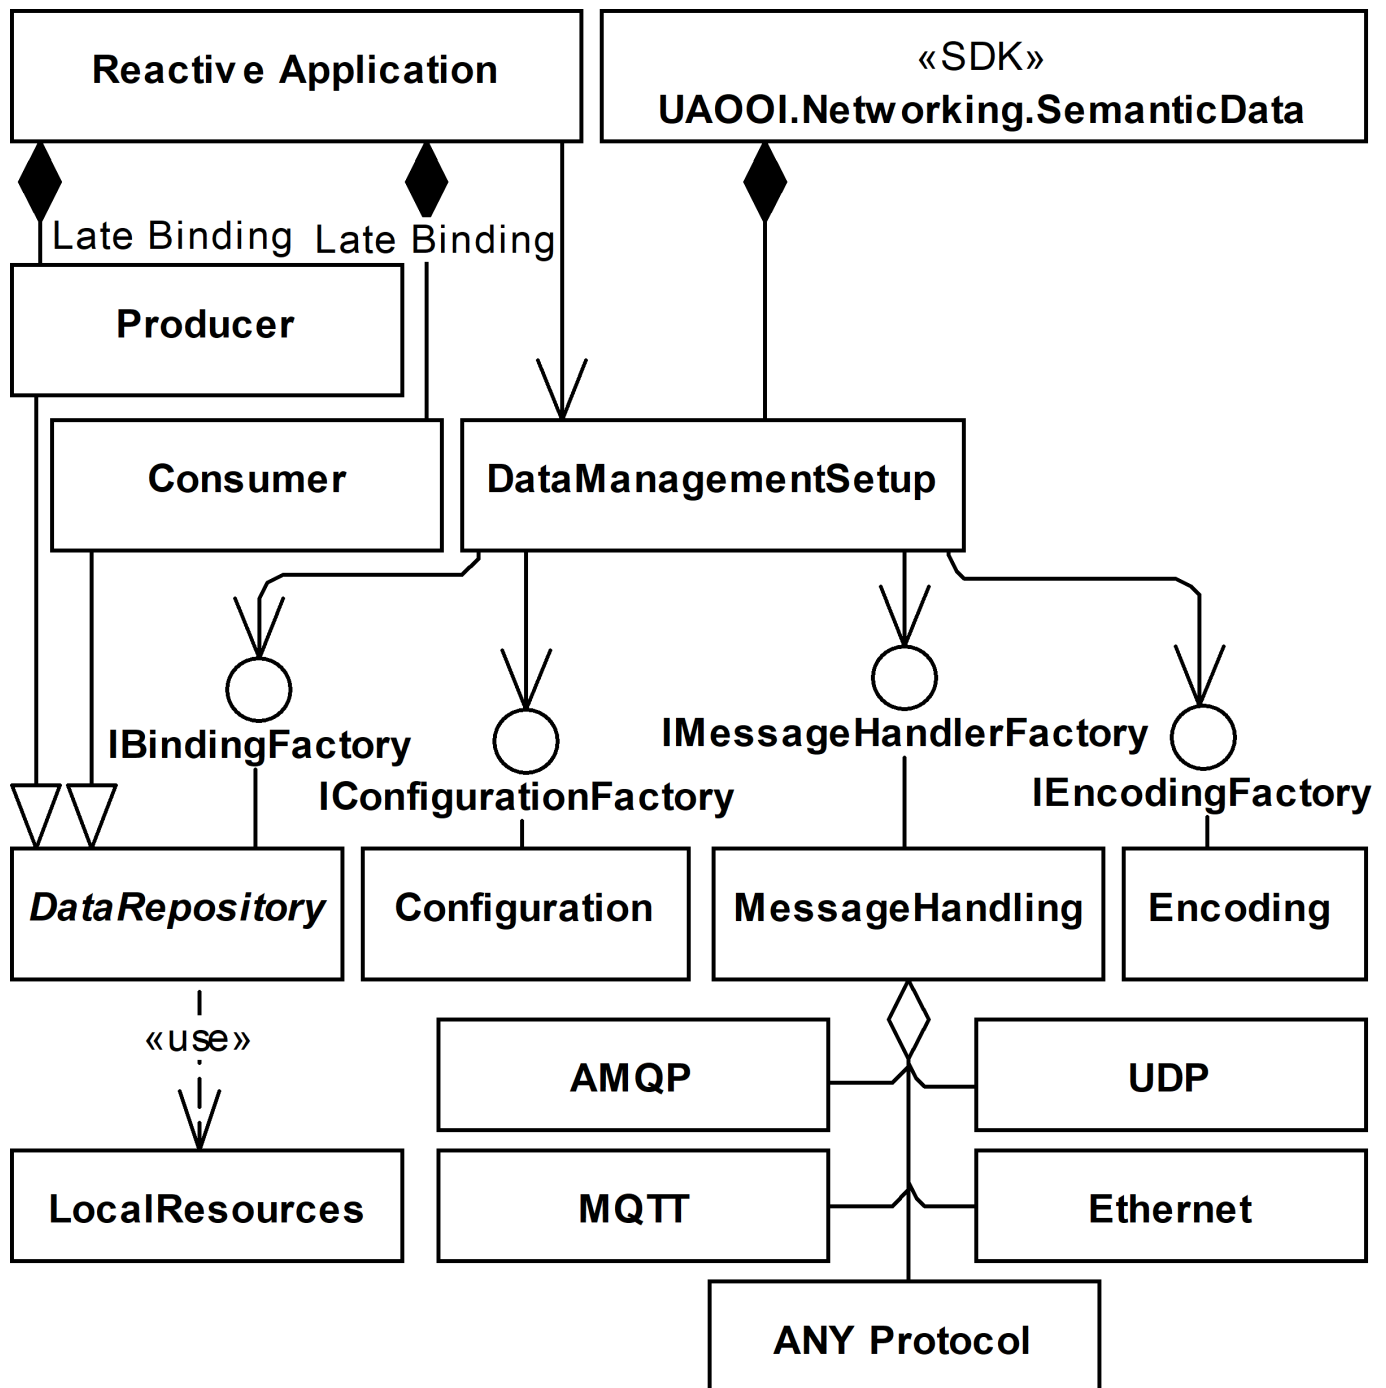 Reactive Application
«SDK»
UAOOI.Networking.SemanticData
Late Binding
Late Binding
Producer
Consumer
DataManagementSetup
IBindingFactory
IConfigurationFactory
IMessageHandlerFactory
IEncodingFactory
DataRepository
Configuration
MessageHandling
Encoding
«use»
AMQP
UDP
LocalResources
MQTT
Ethernet
ANY Protocol